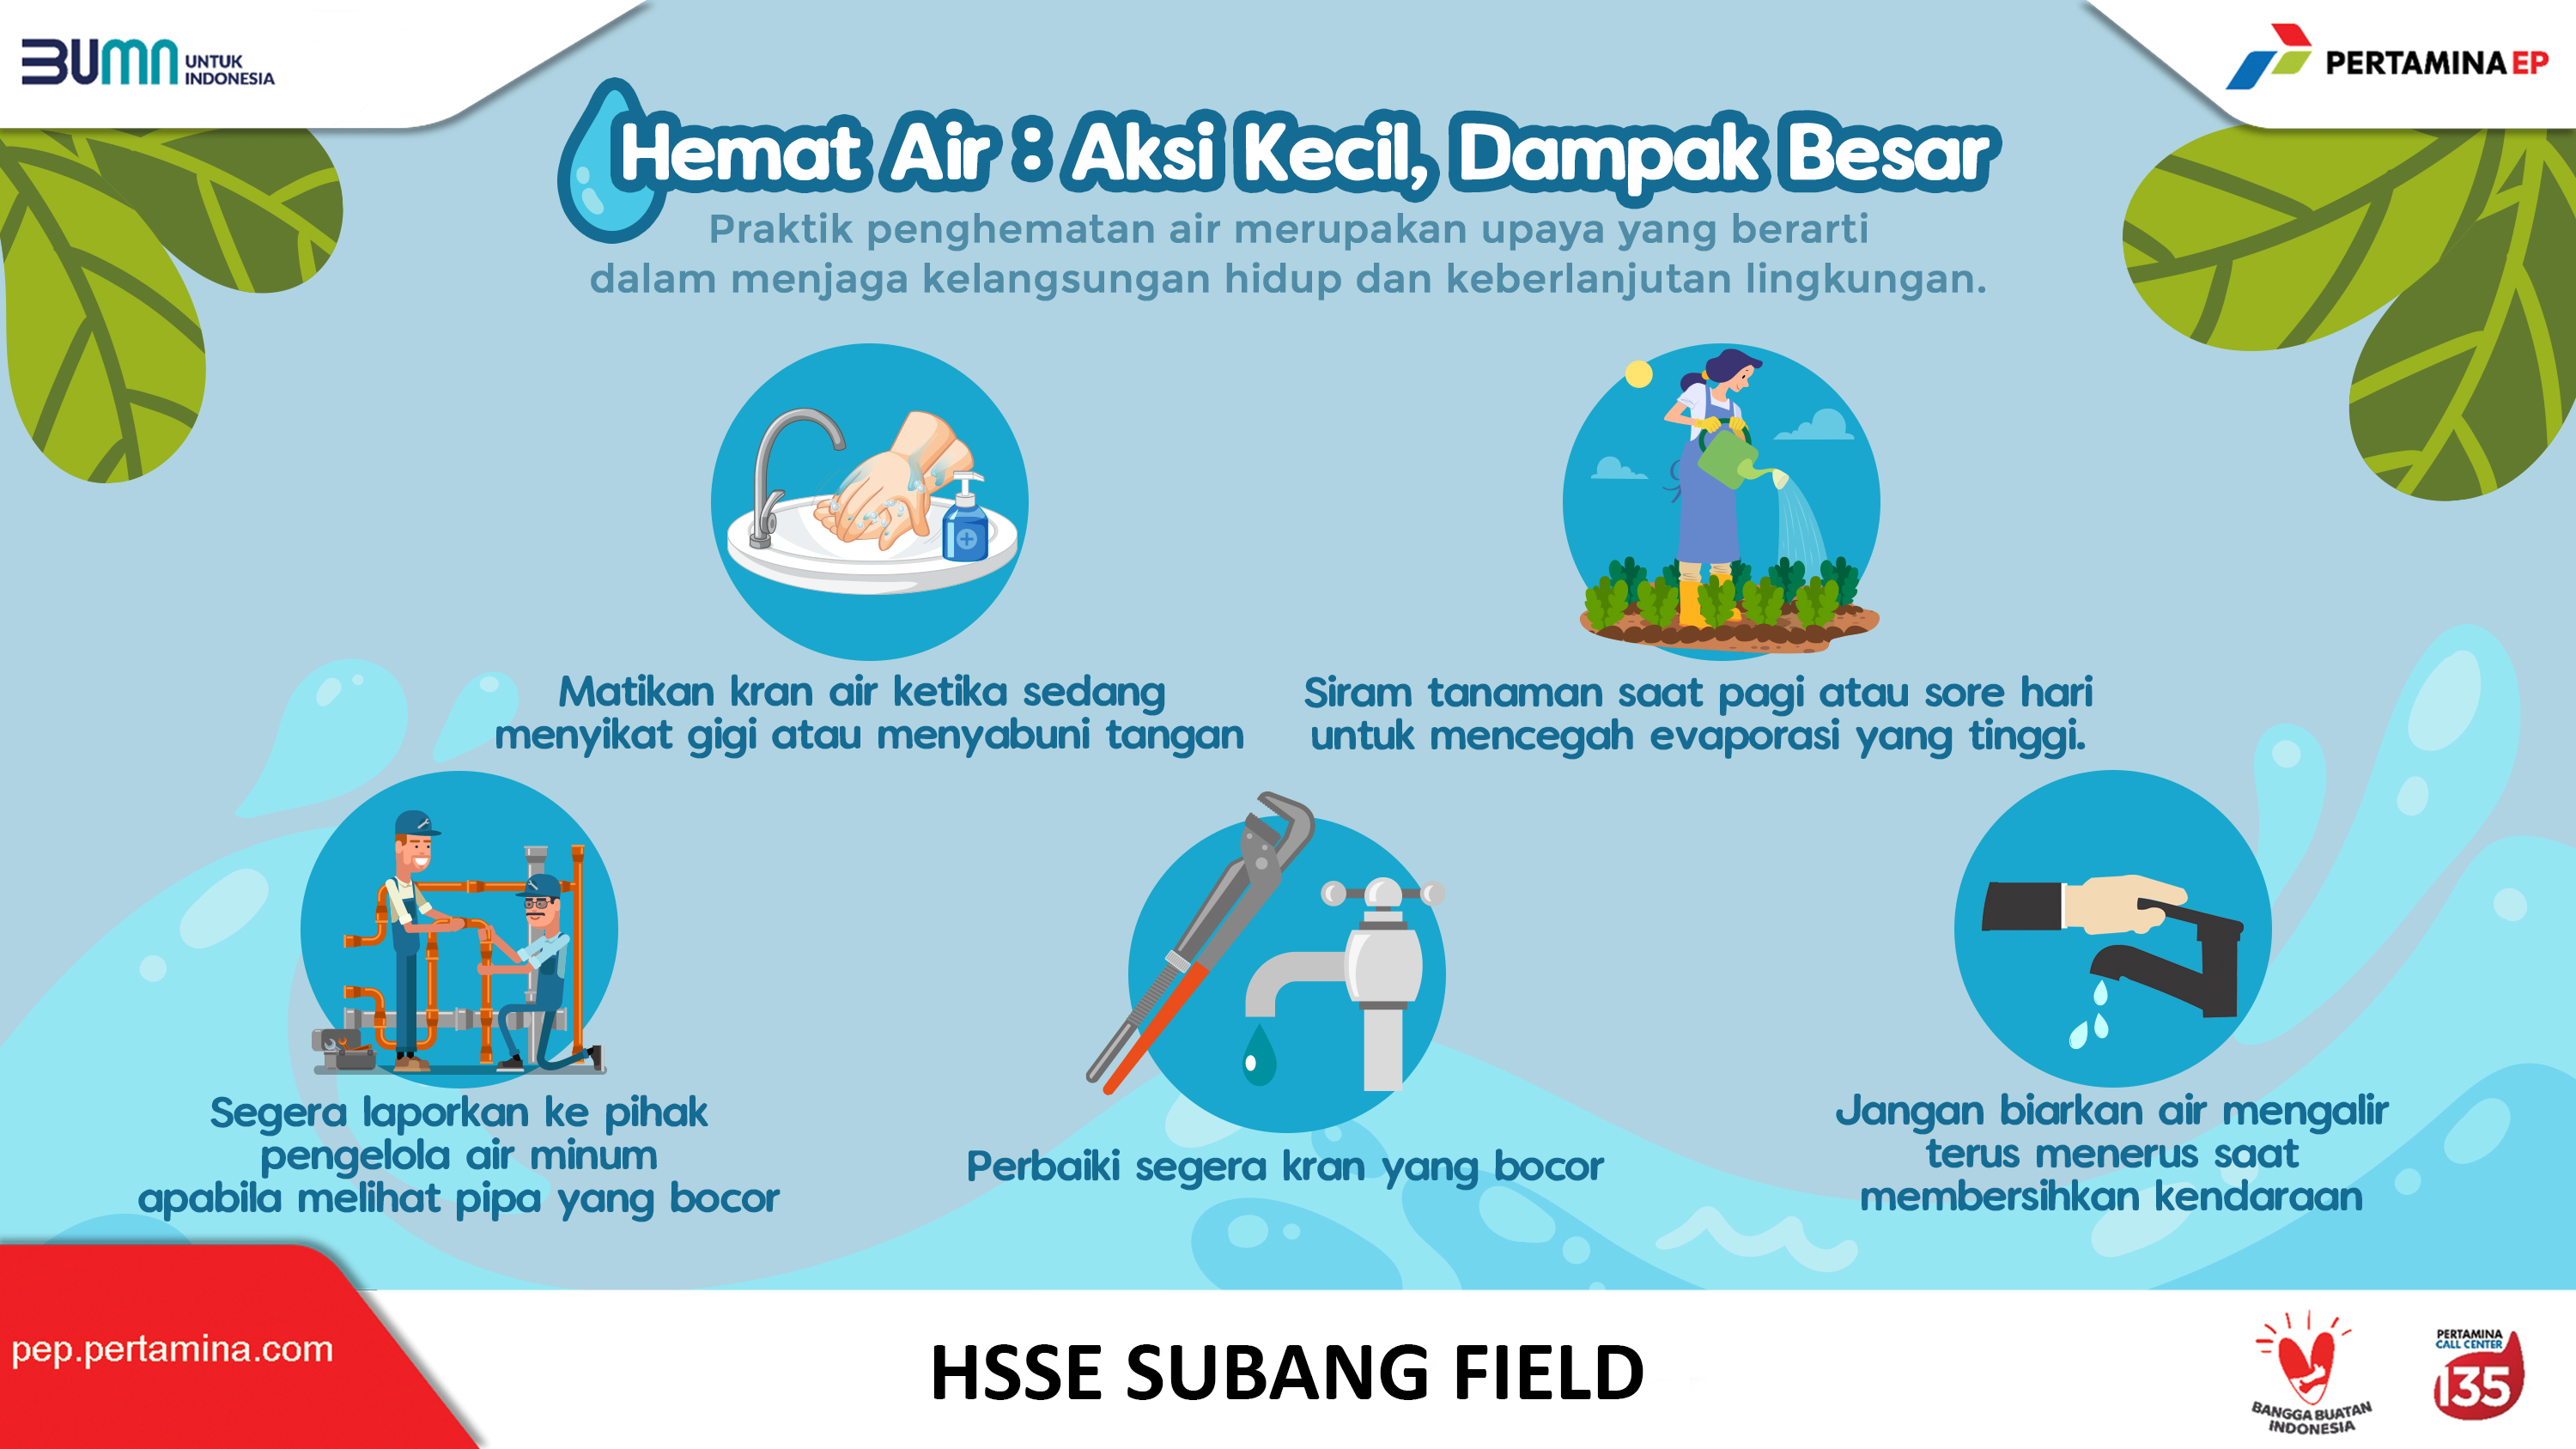 BUMN UNTUK
INDONESIA
PERTAMINA EP
Hemat Air : Aksi Kecil, Dampak Besar
Praktik penghematan air merupakan upaya yang berarti
dalam menjaga kelangsungan hidup dan keberlanjutan lingkungan.
Matikan kran air ketika sedang
menyikat gigi atau menyabuni tangan
Siram tanaman saat pagi atau sore hari
untuk mencegah evaporasi yang tinggi.
Segera laporkan ke pihak
pengelola air minum
apabila melihat pipa yang bocor
Perbaiki segera kran yang bocor
Jangan biarkan air mengalir
terus menerus saat
membersihkan kendaraan
pep.pertamina.com
HSSE SUBANG FIELD
BANGGA BUATAN
INDONESIA
PERTAMINA
CALL CENTER
135